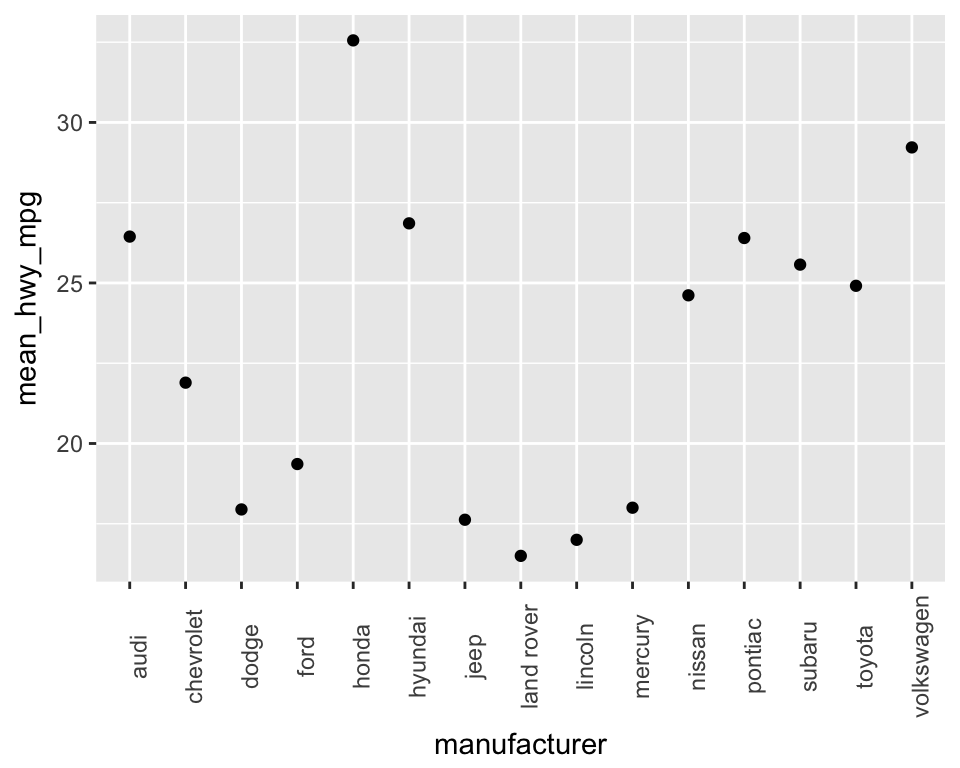 mean_hwy_mpg
30
25
20
audi
chevrolet
dodge
ford
honda
hyundai
jeep
land rover
lincoln
mercury
nissan
pontiac
subaru
toyota
volkswagen
manufacturer